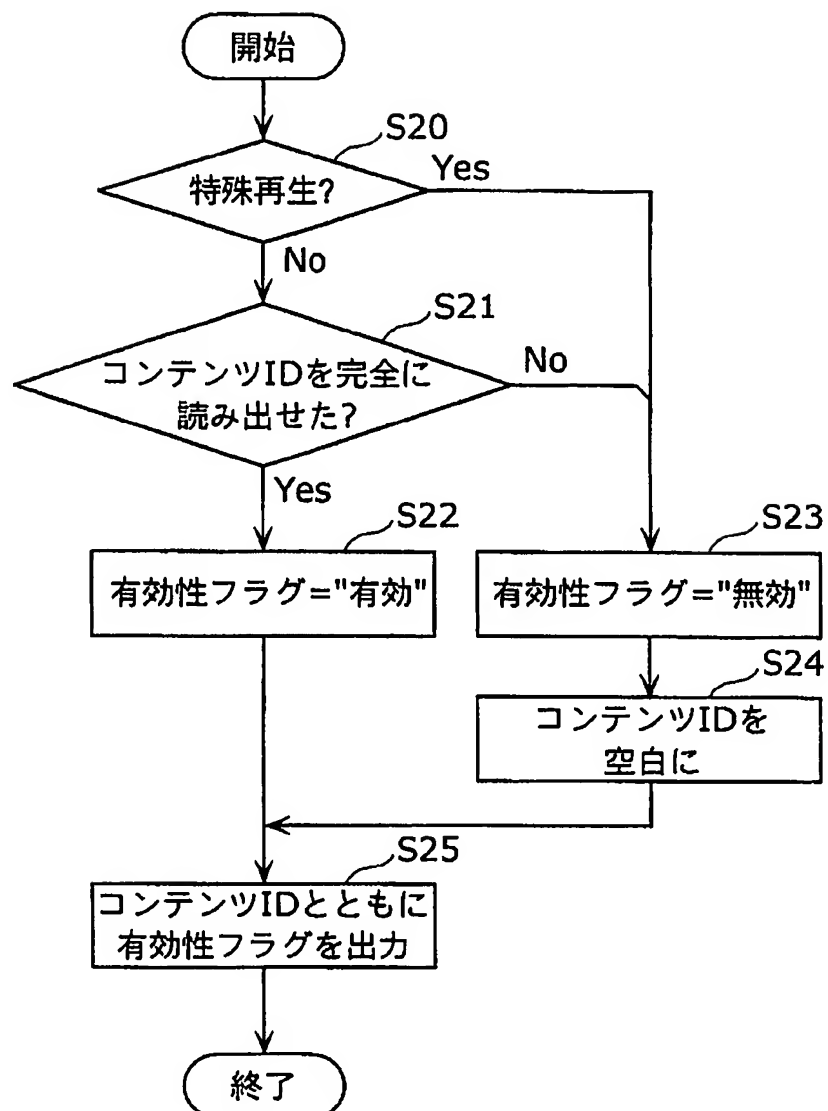 開始
S20
特殊再生?
Yes
No
S21
コンテンツIDを完全に
読み出せた?
No
Yes
S22
有効性フラグ="有効"
S23
有効性フラグ="無効"
S24
コンテンツIDを
空白に
S25
コンテンツIDとともに
有効性フラグを出力
終了